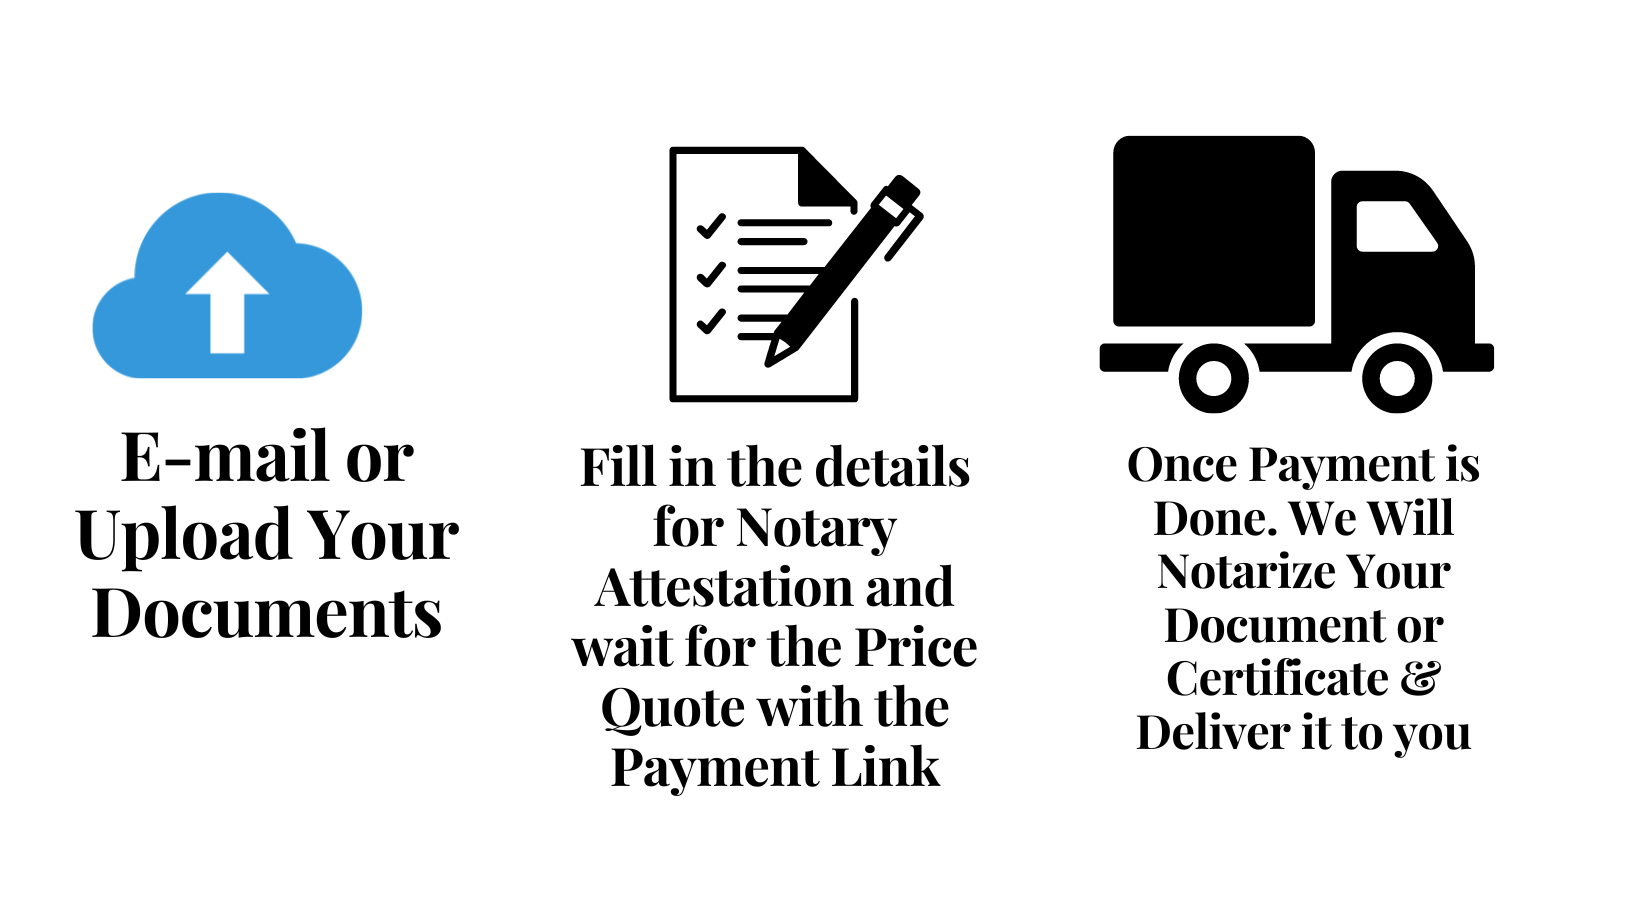 E-mail or
Upload Your
Documents
Fill in the details
for Notary
Attestation and
wait for the Price
Quote with the
Payment Link
Once Payment is
Done. We Will
Notarize Your
Document or
Certificate &
Deliver it to you